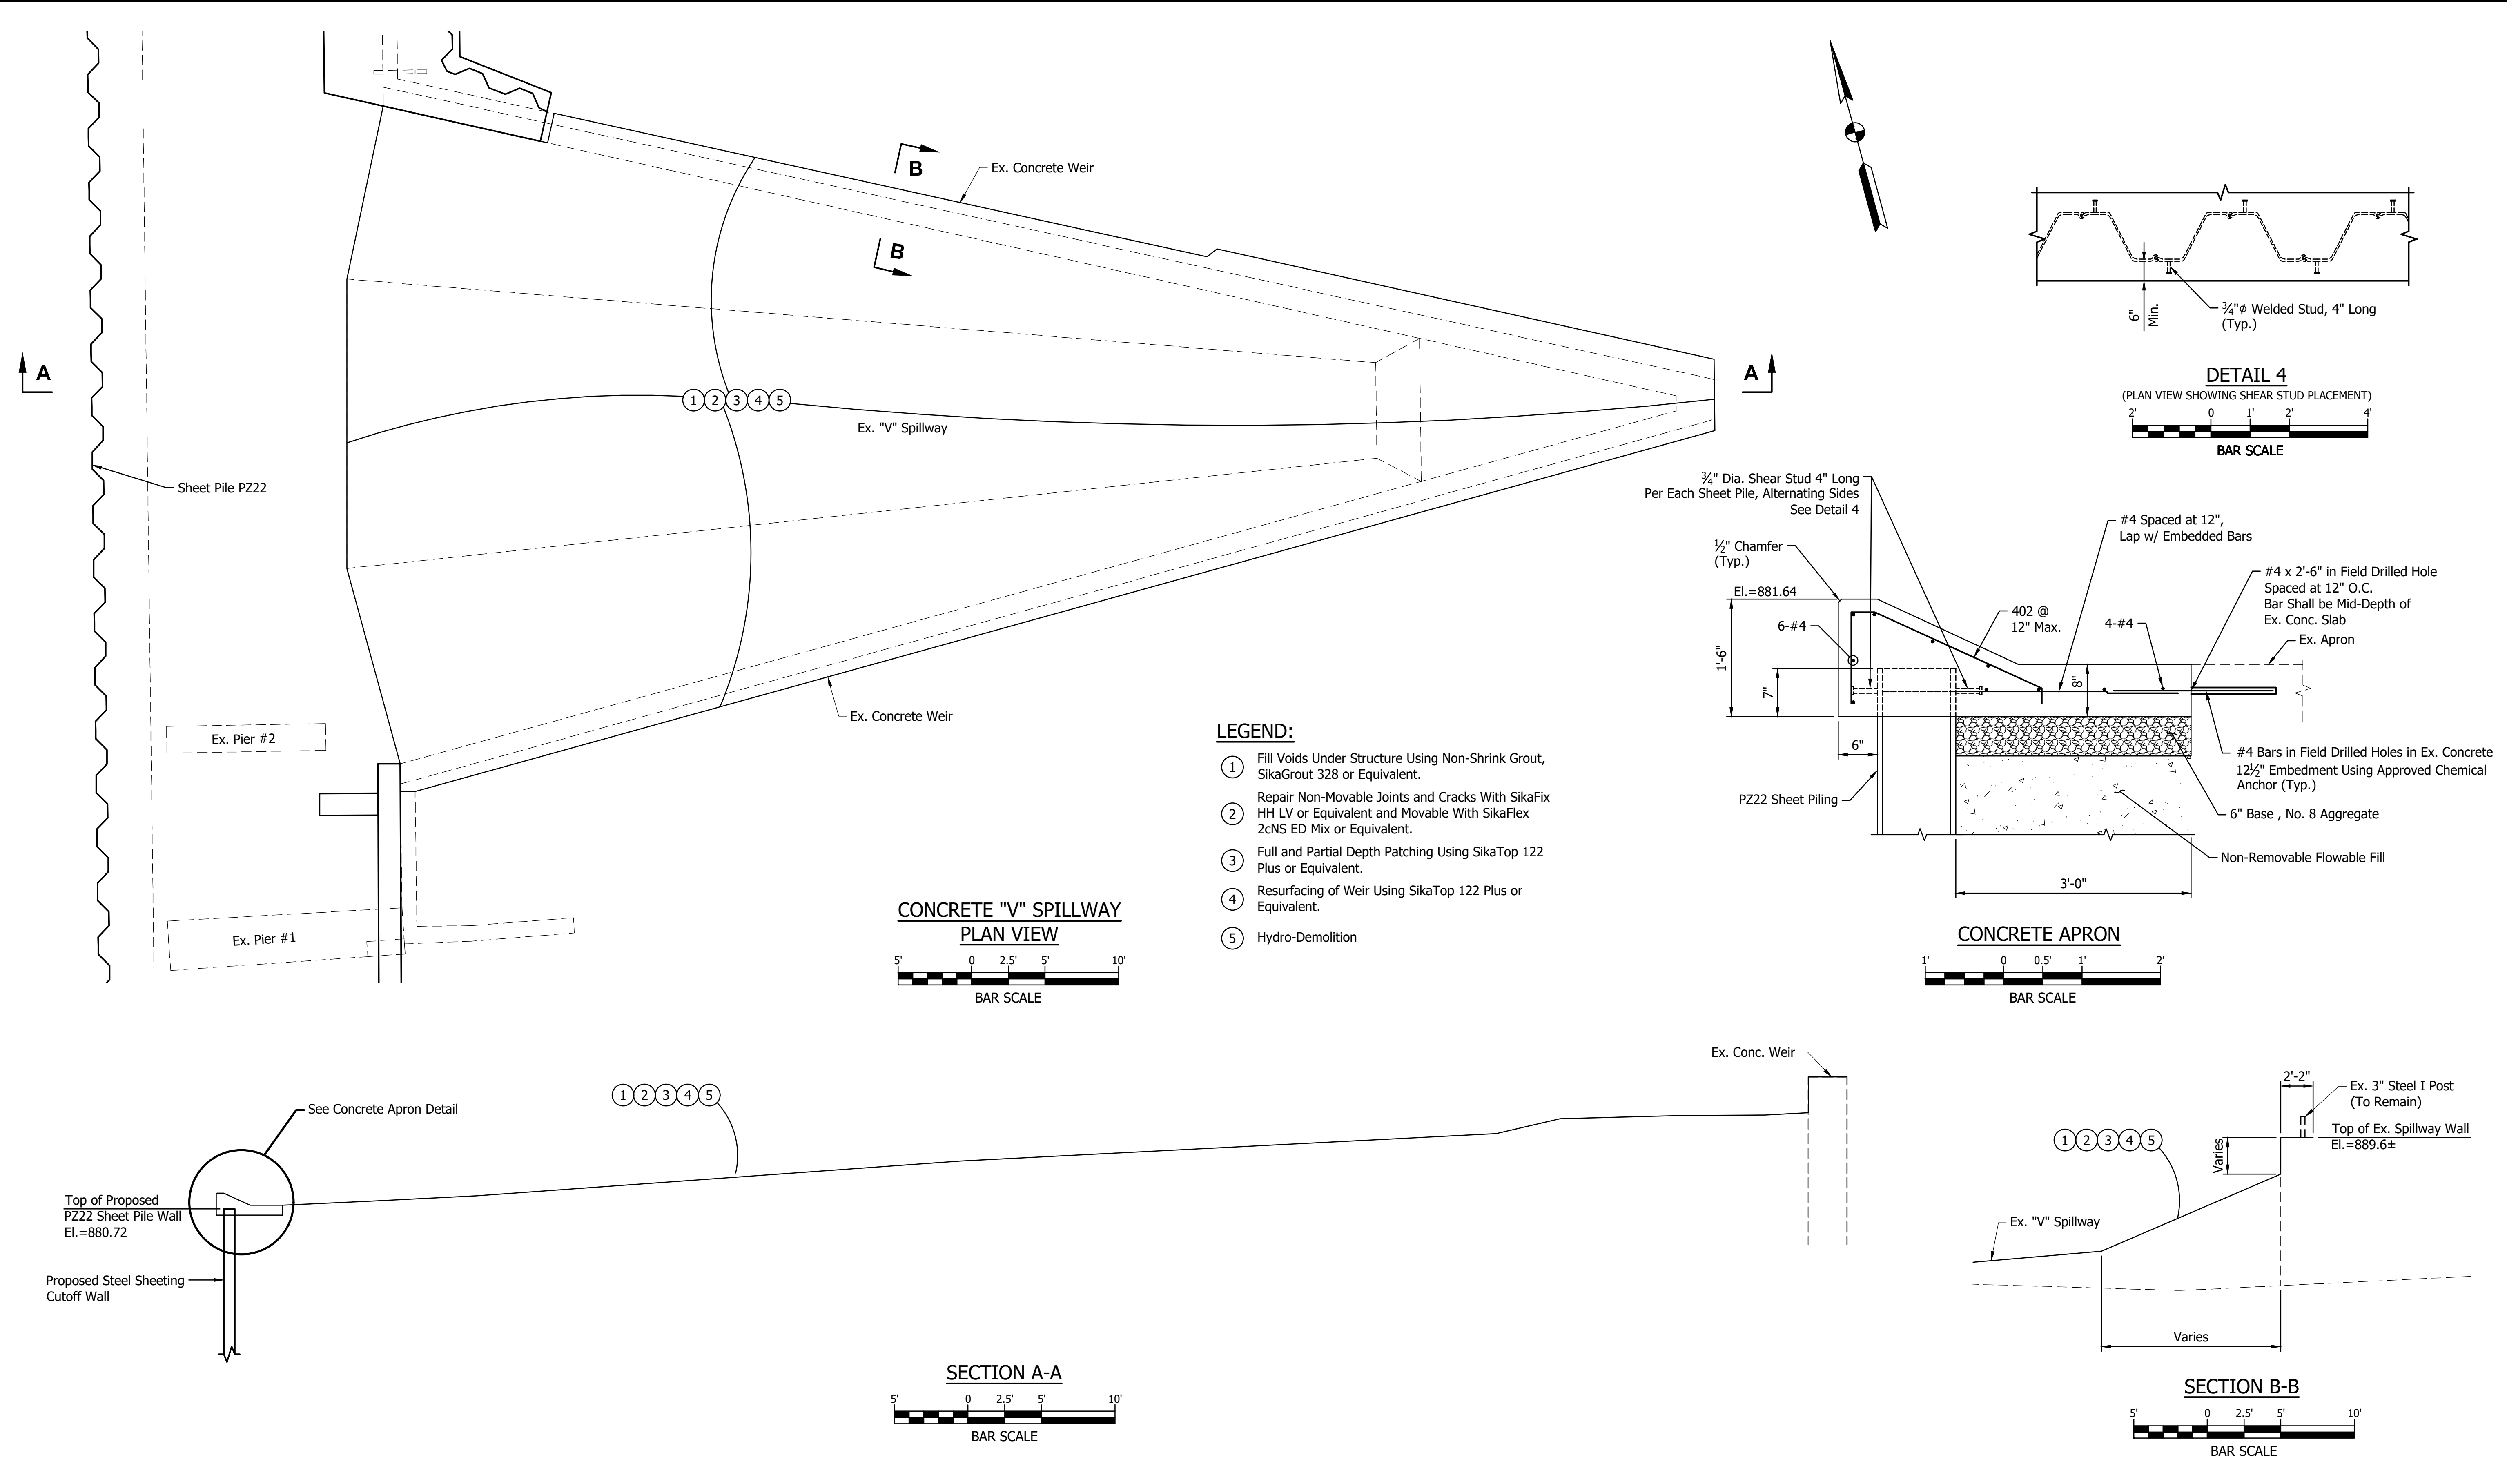 B
Ex. Concrete Weir
B
A
A
1 2 3 4 5
Ex. "V" Spillway
Sheet Pile PZ22
Ex. Concrete Weir
Ex. Pier #2
Ex. Pier #1
CONCRETE "V" SPILLWAY
PLAN VIEW
5' 0 2.5' 5' 10'
BAR SCALE
LEGEND:
1 Fill Voids Under Structure Using Non-Shrink Grout,
SikaGrout 328 or Equivalent.
2 Repair Non-Movable Joints and Cracks With SikaFix
HH LV or Equivalent and Movable With SikaFlex
2cNS ED Mix or Equivalent.
3 Full and Partial Depth Patching Using SikaTop 122
Plus or Equivalent.
4 Resurfacing of Weir Using SikaTop 122 Plus or
Equivalent.
5 Hydro-Demolition
6"
Min.
¾"ø Welded Stud, 4" Long
(Typ.)
DETAIL 4
(PLAN VIEW SHOWING SHEAR STUD PLACEMENT)
2' 0 1' 2' 4'
BAR SCALE
¾" Dia. Shear Stud 4" Long
Per Each Sheet Pile, Alternating Sides
See Detail 4
½" Chamfer
(Typ.)
El.=881.64
6-#4
1'-6"
7"
6"
PZ22 Sheet Piling
#4 Spaced at 12",
Lap w/ Embedded Bars
402 @
12" Max.
4-#4
8"
#4 x 2'-6" in Field Drilled Hole
Spaced at 12" O.C.
Bar Shall be Mid-Depth of
Ex. Conc. Slab
Ex. Apron
#4 Bars in Field Drilled Holes in Ex. Concrete
12½" Embedment Using Approved Chemical
Anchor (Typ.)
6" Base , No. 8 Aggregate
Non-Removable Flowable Fill
3'-0"
CONCRETE APRON
1' 0 0.5' 1' 2'
BAR SCALE
See Concrete Apron Detail
1 2 3 4 5
Ex. Conc. Weir
Top of Proposed
PZ22 Sheet Pile Wall
El.=880.72
Proposed Steel Sheeting
Cutoff Wall
SECTION A-A
5' 0 2.5' 5' 10'
BAR SCALE
2'-2"
Ex. 3" Steel I Post
(To Remain)
Top of Ex. Spillway Wall
El.=889.6±
1 2 3 4 5
Varies
Ex. "V" Spillway
Varies
SECTION B-B
5' 0 2.5' 5' 10'
BAR SCALE